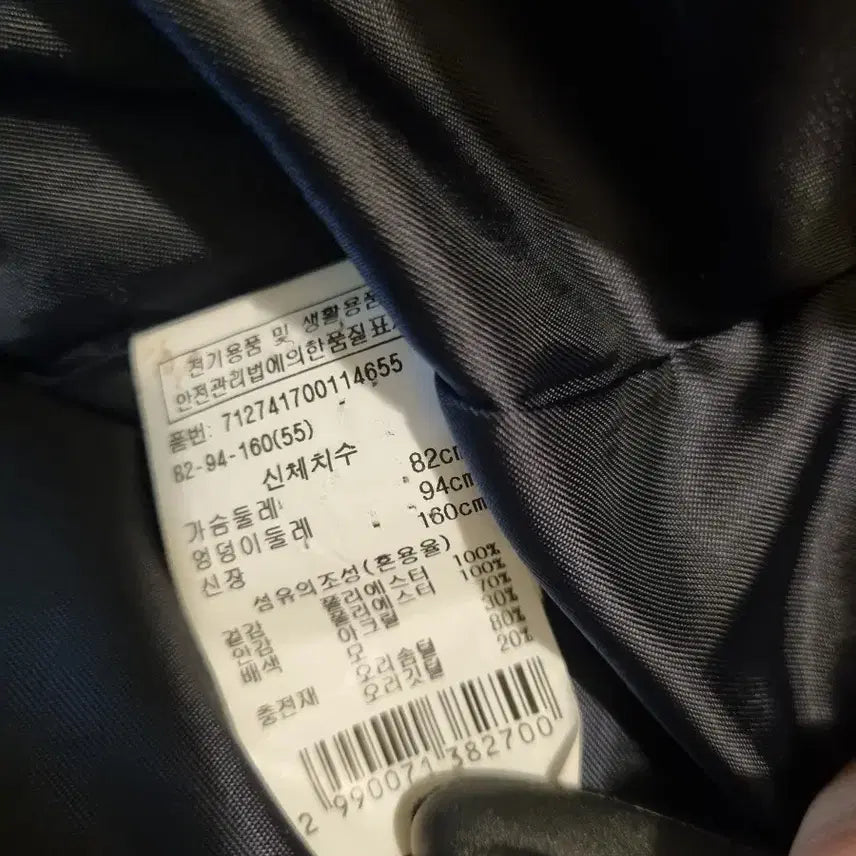 전기용품 및 생활용품
안전관리법에의한품질표시
품번: 712741700114655
82-94-160(55)
신체치수
가슴둘레 82cm
엉덩이둘레 94cm
신장 160cm
섬유의조성(혼용율)
겉감 폴리에스터 100%
안감 폴리에스터 100%
배색 아크릴 70%
모 30%
충전재 오리솜털 80%
오리깃털 20%
2 990071 382700